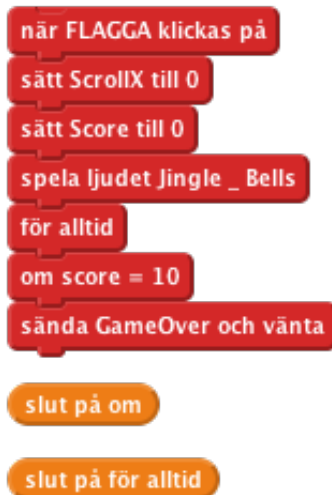 när FLAGGA klickas på
sätt ScrollX till 0
sätt Score till 0
spela ljudet Jingle _ Bells
för alltid
om score = 10
sända GameOver och vänta
slut på om
slut på för alltid